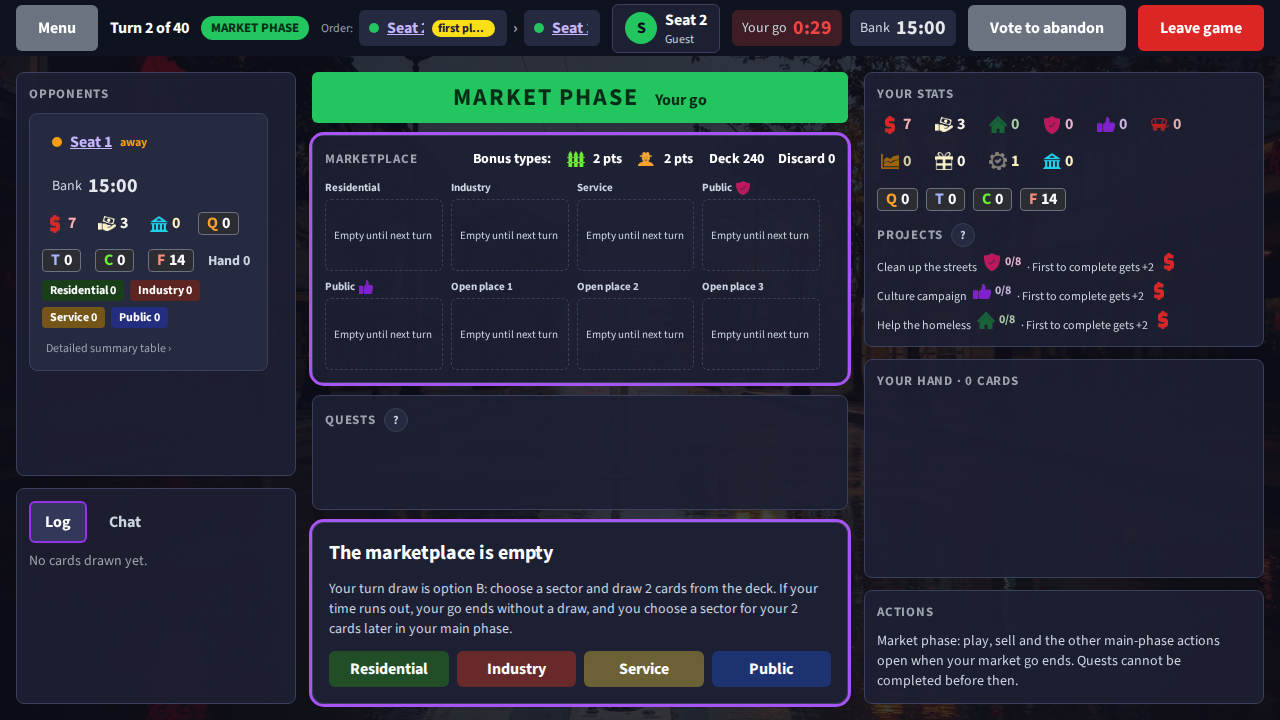 Menu
Turn 2 of 40
MARKET PHASE
Order:
Seat
first pl…
›
Seat
S
Seat 2
Guest
Your go 0:29
Bank 15:00
Vote to abandon
Leave game
OPPONENTS
Seat 1 away
Bank 15:00
7 3 0 Q 0
T 0 C 0 F 14 Hand 0
Residential 0 Industry 0
Service 0 Public 0
Detailed summary table ›
Log Chat
No cards drawn yet.
MARKET PHASE Your go
MARKETPLACE Bonus types: 2 pts 2 pts Deck 240 Discard 0
Residential Industry Service Public
Empty until next turn Empty until next turn Empty until next turn Empty until next turn
Public Open place 1 Open place 2 Open place 3
Empty until next turn Empty until next turn Empty until next turn Empty until next turn
QUESTS ?
The marketplace is empty
Your turn draw is option B: choose a sector and draw 2 cards from the deck. If your
time runs out, your go ends without a draw, and you choose a sector for your 2
cards later in your main phase.
Residential Industry Service Public
YOUR STATS
7 3 0 0 0 0
0 0 1 0
Q 0 T 0 C 0 F 14
PROJECTS ?
Clean up the streets 0/8 · First to complete gets +2
Culture campaign 0/8 · First to complete gets +2
Help the homeless 0/8 · First to complete gets +2
YOUR HAND · 0 CARDS
ACTIONS
Market phase: play, sell and the other main-phase actions
open when your market go ends. Quests cannot be
completed before then.